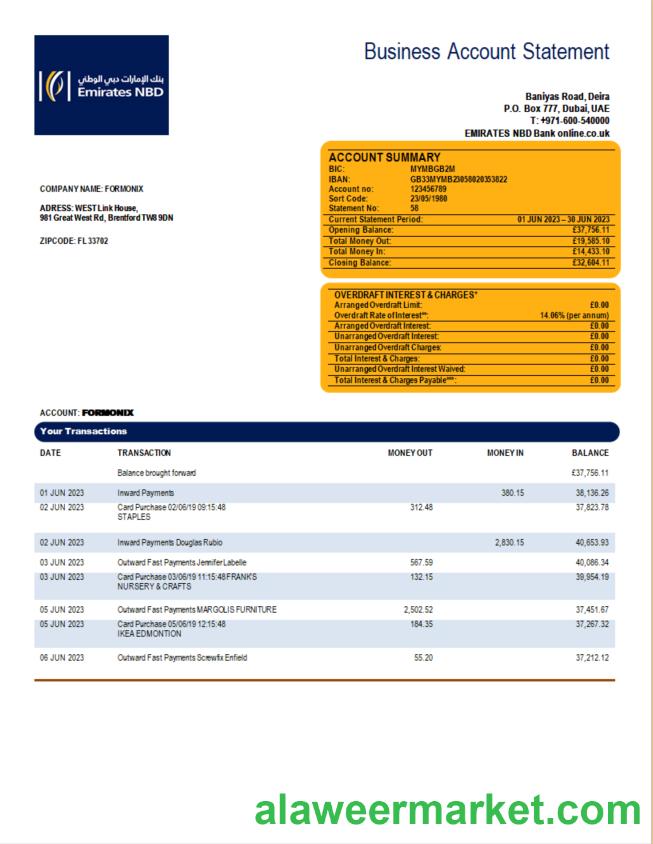 بنك الإمارات دبي الوطني
Emirates NBD
Business Account Statement
Baniyas Road, Deira
P.O. Box 777, Dubai, UAE
T: +971-600-540000
EMIRATES NBD Bank online.co.uk
COMPANY NAME: FORMONIX
ADRESS: WEST Link House,
981 Great West Rd, Brentford TW8 9DN
ZIPCODE: FL 33702
ACCOUNT SUMMARY
BIC: MYMBGB2M
IBAN: GB33MYMB23058020353822
Account no: 123456789
Sort Code: 23/05/1980
Statement No: 58
Current Statement Period: 01 JUN 2023 – 30 JUN 2023
Opening Balance: £37,756.11
Total Money Out: £19,585.10
Total Money In: £14,433.10
Closing Balance: £32,604.11
OVERDRAFT INTEREST & CHARGES*
Arranged Overdraft Limit: £0.00
Overdraft Rate of Interest**: 14.06% (per annum)
Arranged Overdraft Interest: £0.00
Unarranged Overdraft Interest: £0.00
Unarranged Overdraft Charges: £0.00
Total Interest & Charges: £0.00
Unarranged Overdraft Interest Waived: £0.00
Total Interest & Charges Payable***: £0.00
ACCOUNT: FORMONIX
Your Transactions
DATE TRANSACTION MONEY OUT MONEY IN BALANCE
Balance brought forward £37,756.11
01 JUN 2023 Inward Payments 380.15 38,136.26
02 JUN 2023 Card Purchase 02/06/19 09:15:48 312.48 37,823.78
STAPLES
02 JUN 2023 Inward Payments Douglas Rubio 2,830.15 40,653.93
03 JUN 2023 Outward Fast Payments Jennifer Labelle 567.59 40,086.34
03 JUN 2023 Card Purchase 03/06/19 11:15:48 FRANK'S 132.15 39,954.19
NURSERY & CRAFTS
05 JUN 2023 Outward Fast Payments MARGOLIS FURNITURE 2,502.52 37,451.67
05 JUN 2023 Card Purchase 05/06/19 12:15:48 184.35 37,267.32
IKEA EDMONTION
06 JUN 2023 Outward Fast Payments Screwfix Enfield 55.20 37,212.12
alaweermarket.com